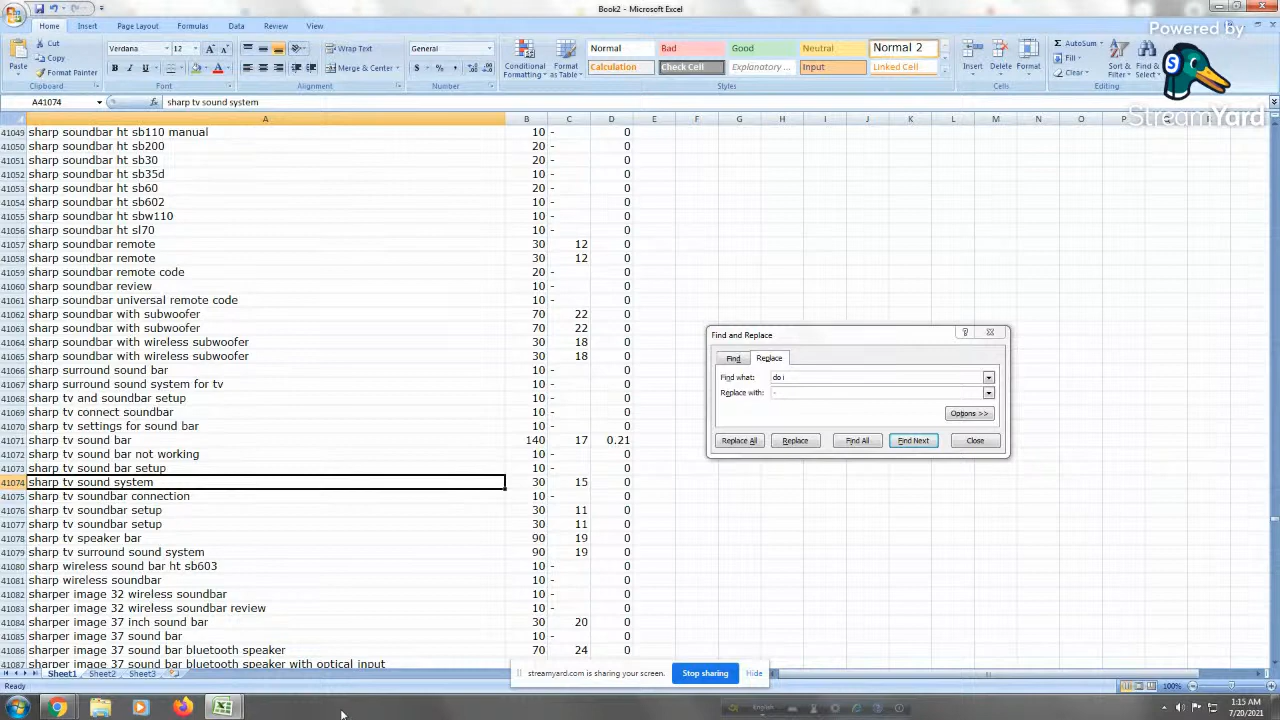 Book2 - Microsoft Excel
Home Insert Page Layout Formulas Data Review View
Powered by
StreamYard
Paste
Cut
Copy
Format Painter
Clipboard
Verdana 12
B I U
Font
Wrap Text
Merge & Center
Alignment
General
$ % ,
Number
Conditional Formatting
Format as Table
Normal Bad Good Neutral Normal 2
Calculation Check Cell Explanatory ... Input Linked Cell
Styles
Insert Delete Format
Cells
Σ AutoSum
Fill
Clear
Sort & Filter
Find & Select
Editing
A41074 fx sharp tv sound system
A B C D E F G H I J K L M N O P
41049 sharp soundbar ht sb110 manual 10 - 0
41050 sharp soundbar ht sb200 20 - 0
41051 sharp soundbar ht sb30 10 - 0
41052 sharp soundbar ht sb35d 10 - 0
41053 sharp soundbar ht sb60 20 - 0
41054 sharp soundbar ht sb602 10 - 0
41055 sharp soundbar ht sbw110 10 - 0
41056 sharp soundbar ht sl70 10 - 0
41057 sharp soundbar remote 30 12 0
41058 sharp soundbar remote 30 12 0
41059 sharp soundbar remote code 20 - 0
41060 sharp soundbar review 10 - 0
41061 sharp soundbar universal remote code 10 - 0
41062 sharp soundbar with subwoofer 70 22 0
41063 sharp soundbar with subwoofer 70 22 0
41064 sharp soundbar with wireless subwoofer 30 18 0
41065 sharp soundbar with wireless subwoofer 30 18 0
41066 sharp surround sound bar 10 - 0
41067 sharp surround sound system for tv 10 - 0
41068 sharp tv and soundbar setup 10 - 0
41069 sharp tv connect soundbar 10 - 0
41070 sharp tv settings for sound bar 10 - 0
41071 sharp tv sound bar 140 17 0.21
41072 sharp tv sound bar not working 10 - 0
41073 sharp tv sound bar setup 10 - 0
41074 sharp tv sound system 30 15 0
41075 sharp tv soundbar connection 10 - 0
41076 sharp tv soundbar setup 30 11 0
41077 sharp tv soundbar setup 30 11 0
41078 sharp tv speaker bar 90 19 0
41079 sharp tv surround sound system 90 19 0
41080 sharp wireless sound bar ht sb603 10 - 0
41081 sharp wireless soundbar 10 - 0
41082 sharper image 32 wireless soundbar 10 - 0
41083 sharper image 32 wireless soundbar review 10 - 0
41084 sharper image 37 inch sound bar 30 20 0
41085 sharper image 37 sound bar 10 - 0
41086 sharper image 37 sound bar bluetooth speaker 70 24 0
41087 sharper image 37 sound bar bluetooth speaker with optical input
Find and Replace
Find Replace
Find what: do i
Replace with: -
Options >>
Replace All Replace Find All Find Next Close
streamyard.com is sharing your screen. Stop sharing Hide
Sheet1 Sheet2 Sheet3
Ready
100%
English
1:15 AM
7/20/2021